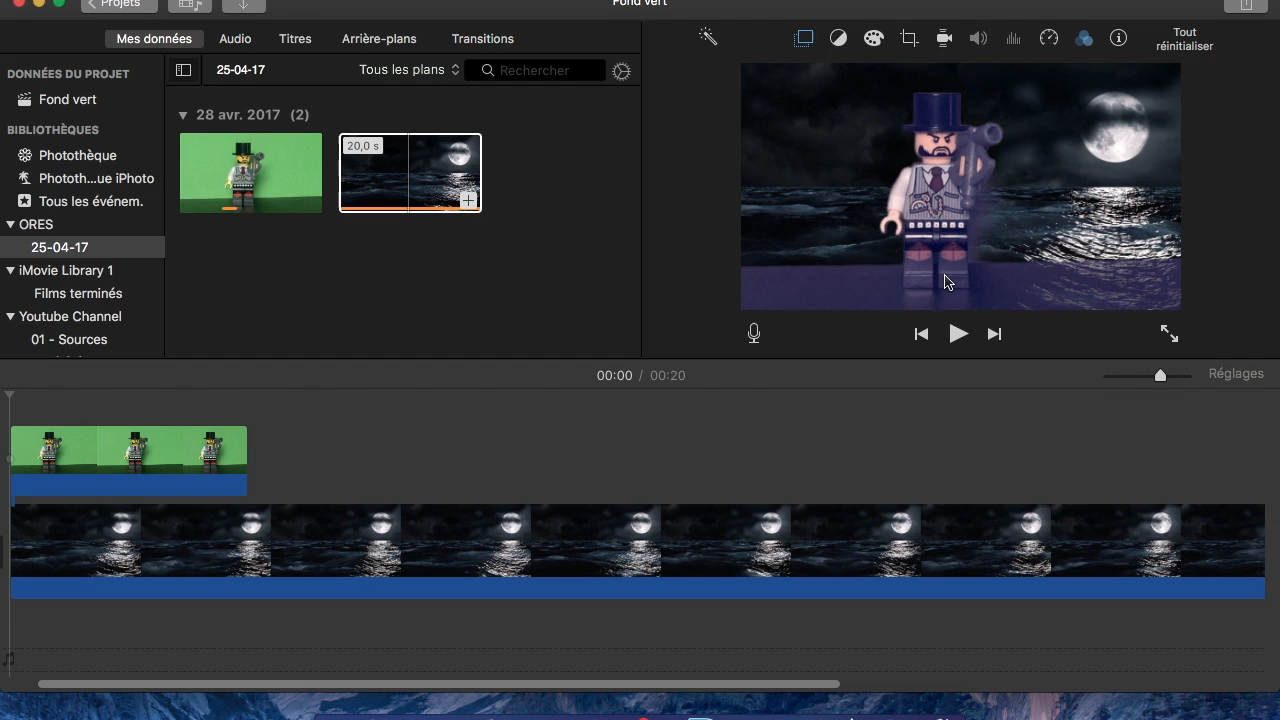 Projets
Fond vert
Mes données
Audio
Titres
Arrière-plans
Transitions
Tout
réinitialiser
DONNÉES DU PROJET
Fond vert
BIBLIOTHÈQUES
Photothèque
Phototh...ue iPhoto
Tous les événem.
ORES
25-04-17
iMovie Library 1
Films terminés
Youtube Channel
01 - Sources
25-04-17
Tous les plans
Rechercher
28 avr. 2017 (2)
20,0 s
00:00 / 00:20
Réglages